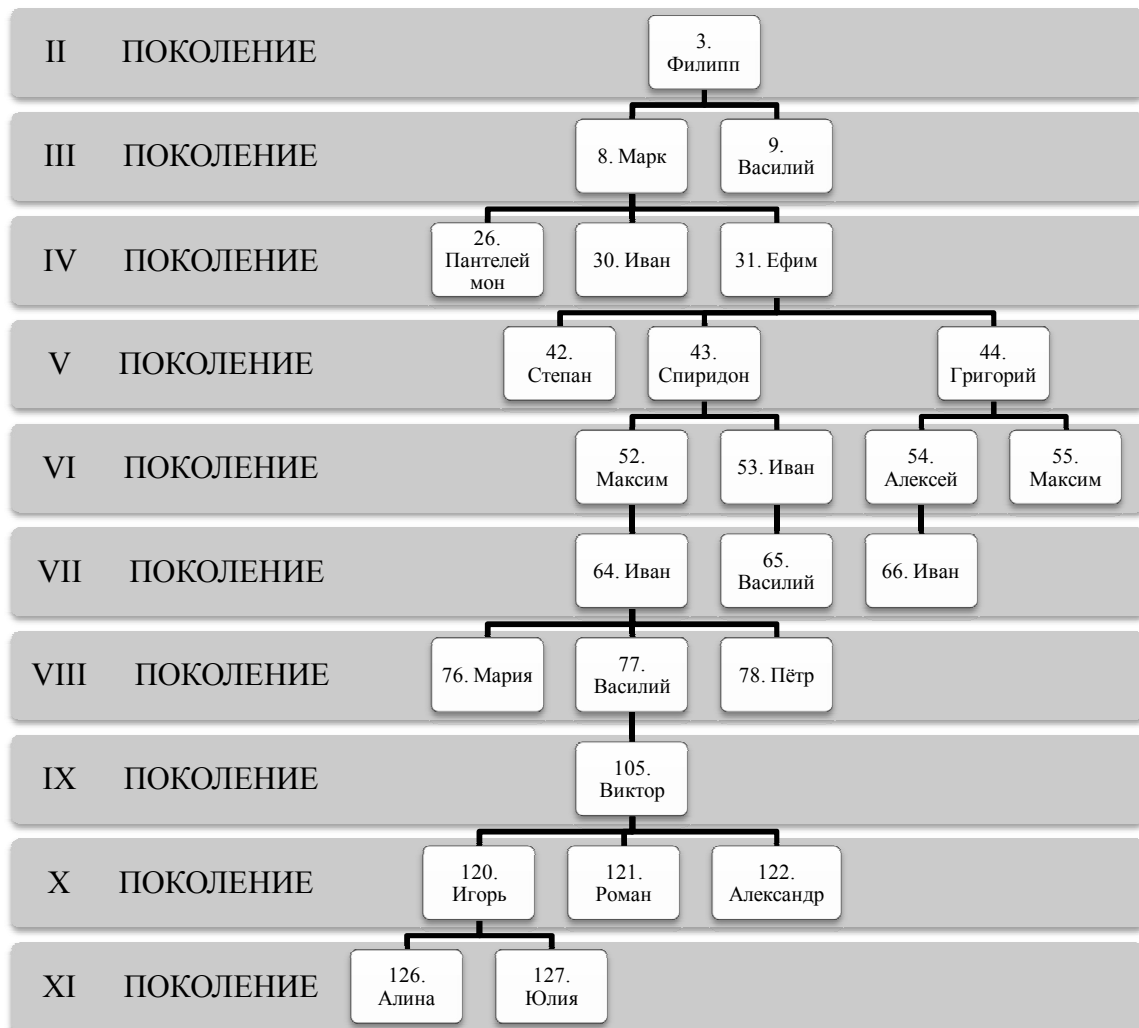 II ПОКОЛЕНИЕ
3.
Филипп
III ПОКОЛЕНИЕ
8. Марк
9.
Василий
IV ПОКОЛЕНИЕ
26.
Пантелей
мон
30. Иван
31. Ефим
V ПОКОЛЕНИЕ
42.
Степан
43.
Спиридон
44.
Григорий
VI ПОКОЛЕНИЕ
52.
Максим
53. Иван
54.
Алексей
55.
Максим
VII ПОКОЛЕНИЕ
64. Иван
65.
Василий
66. Иван
VIII ПОКОЛЕНИЕ
76. Мария
77.
Василий
78. Пётр
IX ПОКОЛЕНИЕ
105.
Виктор
X ПОКОЛЕНИЕ
120.
Игорь
121.
Роман
122.
Александр
XI ПОКОЛЕНИЕ
126.
Алина
127.
Юлия